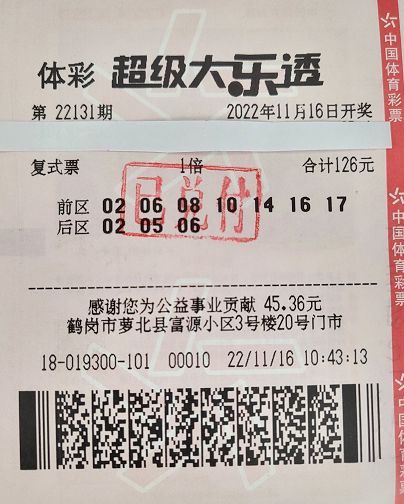 体彩 超级大乐透
第 22131期 2022年11月16日开奖
复式票 1倍 合计126元
已兑付
前区 02 06 08 10 14 16 17
后区 02 05 06
感谢您为公益事业贡献 45.36元
鹤岗市萝北县富源小区3号楼20号门市
18-019300-101 00010 22/11/16 10:43:13
中国体育彩票
中国体育彩票
中国体育彩票